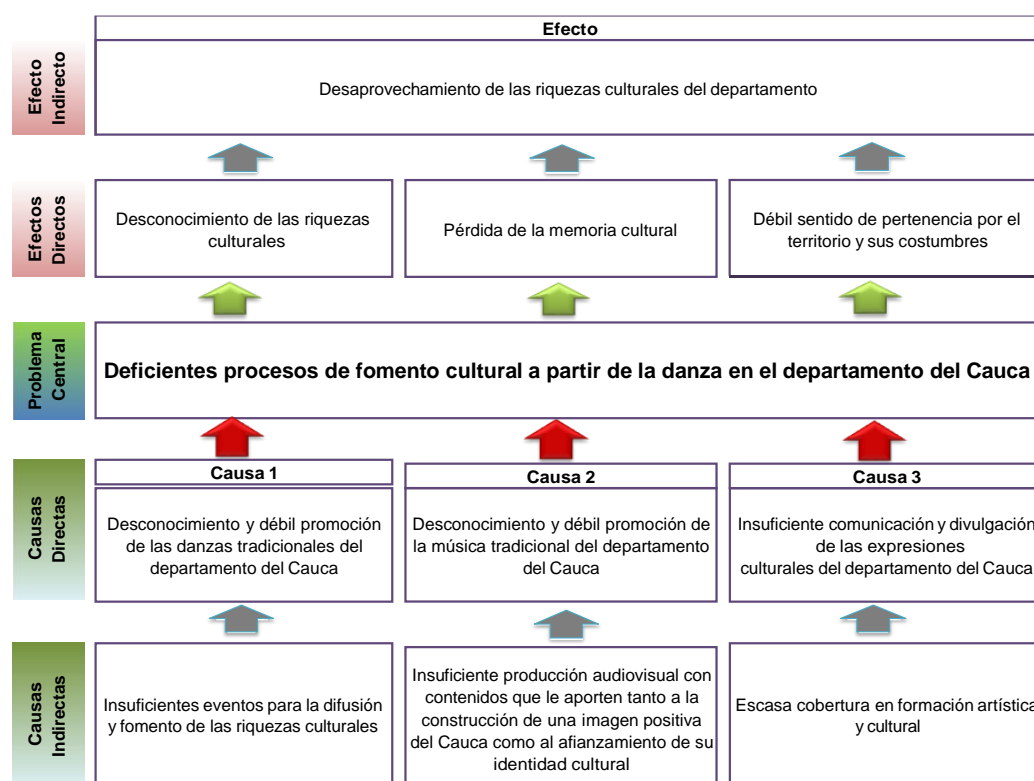 Efecto
Efecto
Indirecto
Desaprovechamiento de las riquezas culturales del departamento
Efectos
Directos
Desconocimiento de las riquezas
culturales
Pérdida de la memoria cultural
Débil sentido de pertenencia por el
territorio y sus costumbres
Problema
Central
Deficientes procesos de fomento cultural a partir de la danza en el departamento del Cauca
Causas
Directas
Causa 1
Desconocimiento y débil promoción
de las danzas tradicionales del
departamento del Cauca
Causa 2
Desconocimiento y débil promoción de
la música tradicional del departamento
del Cauca
Causa 3
Insuficiente comunicación y divulgación
de las expresiones
culturales del departamento del Cauca
Causas
Indirectas
Insuficientes eventos para la difusión
y fomento de las riquezas culturales
Insuficiente producción audiovisual con
contenidos que le aporten tanto a la
construcción de una imagen positiva
del Cauca como al afianzamiento de su
identidad cultural
Escasa cobertura en formación artística
y cultural